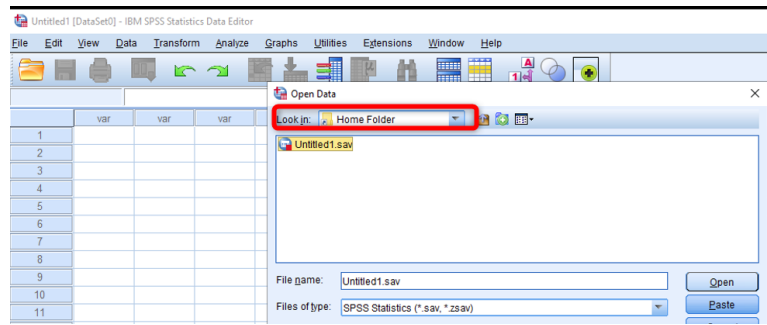 Untitled1 [DataSet0] - IBM SPSS Statistics Data Editor
File Edit View Data Transform Analyze Graphs Utilities Extensions Window Help
Open Data
Look in: Home Folder
var var var
Untitled1.sav
1
2
3
4
5
6
7
8
9
10
11
File name: Untitled1.sav Open
Files of type: SPSS Statistics (*.sav, *.zsav) Paste